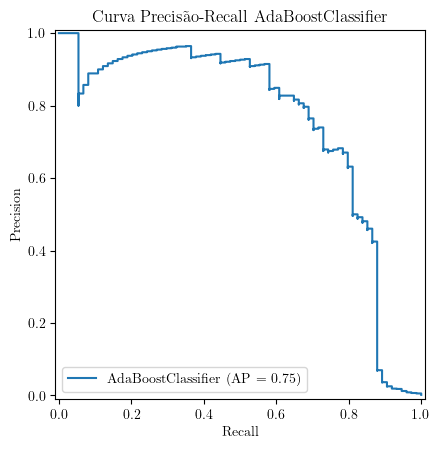 Curva Precisão-Recall AdaBoostClassifier
1.0
0.8
0.6
0.4
0.2
0.0
Precision
AdaBoostClassifier (AP = 0.75)
0.0 0.2 0.4 0.6 0.8 1.0
Recall